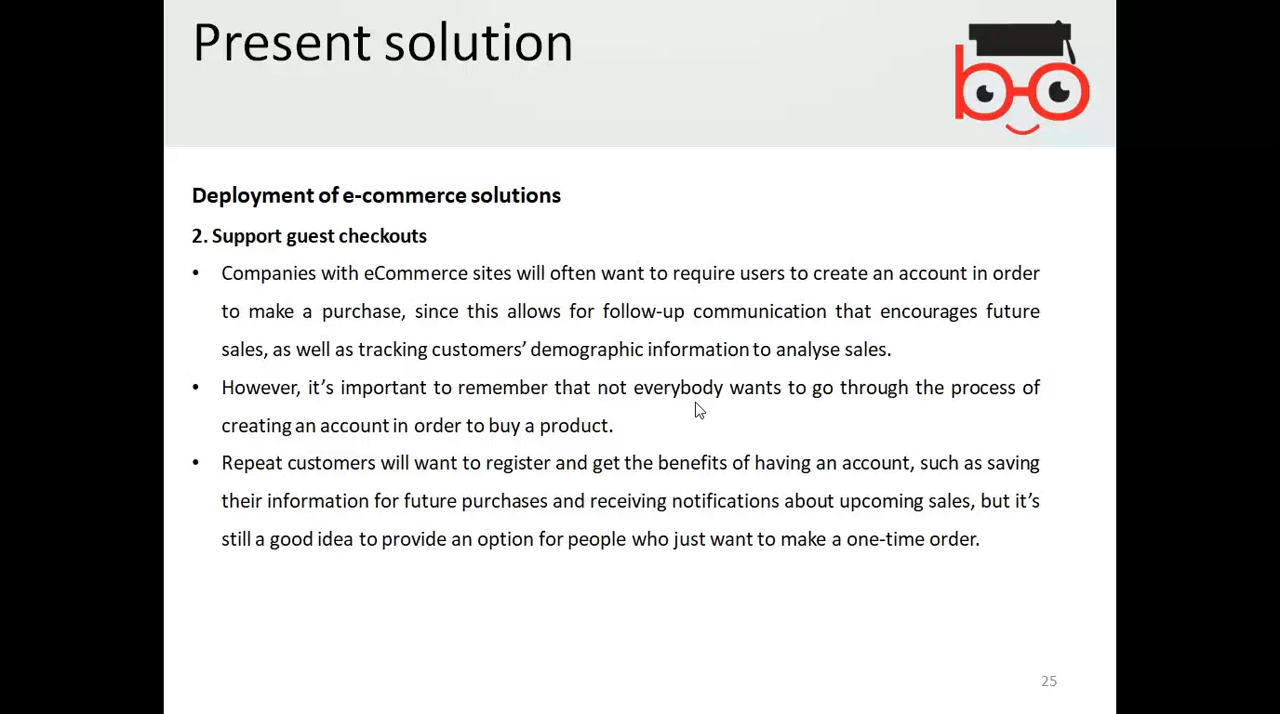 Present solution
Deployment of e-commerce solutions
2. Support guest checkouts
• Companies with eCommerce sites will often want to require users to create an account in order
to make a purchase, since this allows for follow-up communication that encourages future
sales, as well as tracking customers’ demographic information to analyse sales.
• However, it’s important to remember that not everybody wants to go through the process of
creating an account in order to buy a product.
• Repeat customers will want to register and get the benefits of having an account, such as saving
their information for future purchases and receiving notifications about upcoming sales, but it’s
still a good idea to provide an option for people who just want to make a one-time order.
25